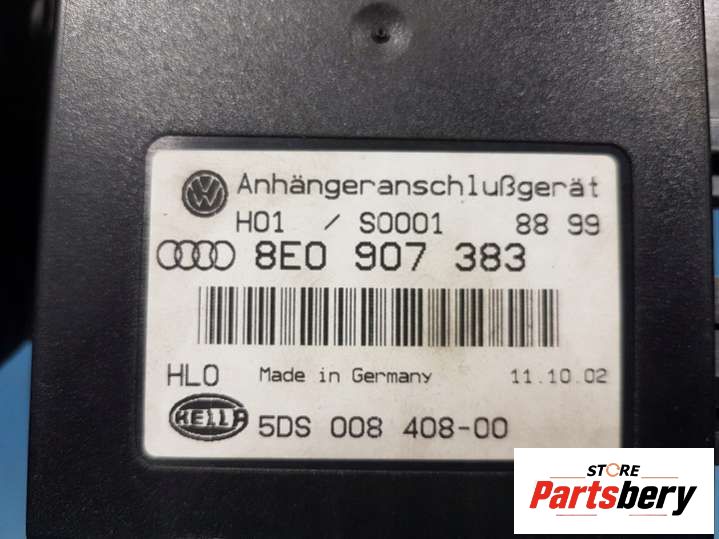 VW Anhängeranschlußgerät
H01 / S0001 88 99
8E0 907 383
HLO Made in Germany 11.10.02
HELLA 5DS 008 408-00
STORE
Partsbery